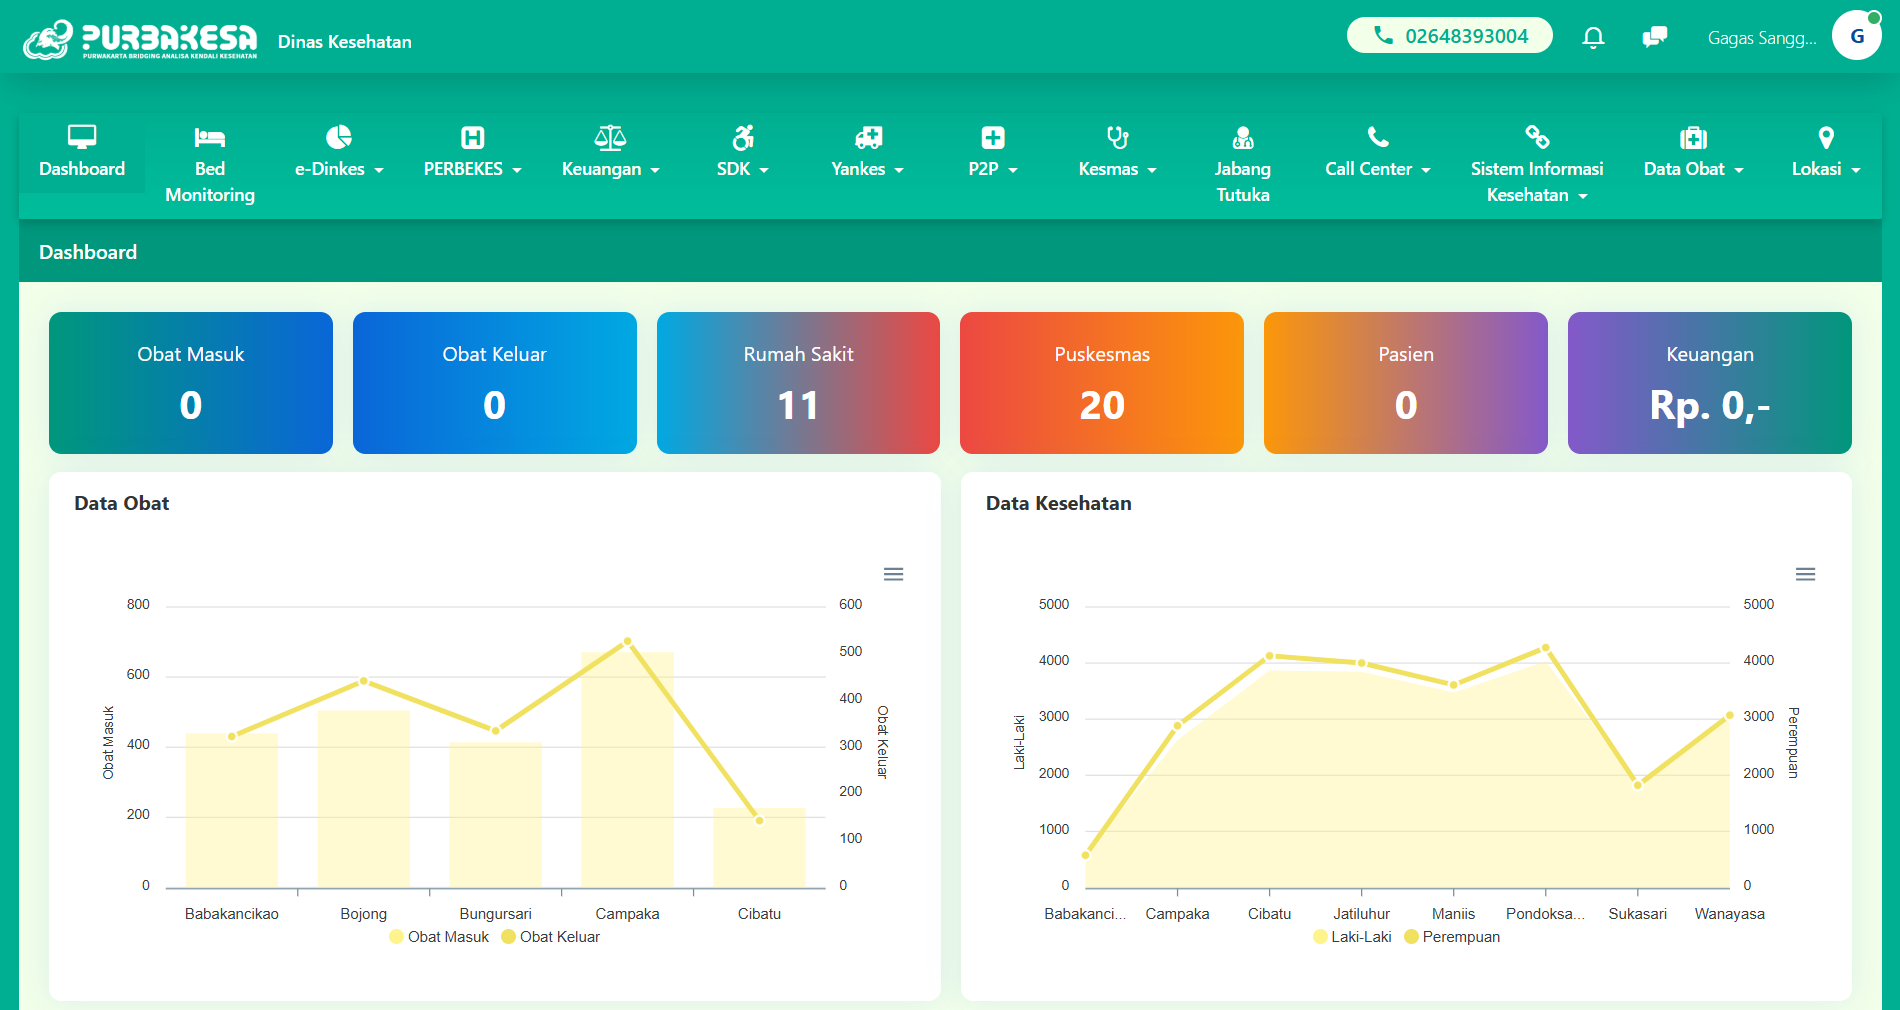 PURBAKESA
PURWAKARTA BRIDGING ANALISA KENDALI KESEHATAN
Dinas Kesehatan
02648393004
Gagas Sangg...
G
Dashboard
Bed
Monitoring
e-Dinkes
PERBEKES
Keuangan
SDK
Yankes
P2P
Kesmas
Jabang
Tutuka
Call Center
Sistem Informasi
Kesehatan
Data Obat
Lokasi
Dashboard
Obat Masuk
0
Obat Keluar
0
Rumah Sakit
11
Puskesmas
20
Pasien
0
Keuangan
Rp. 0,-
Data Obat
800
600
400
200
0
Obat Masuk
600
500
400
300
200
100
0
Obat Keluar
Babakancikao
Bojong
Bungursari
Campaka
Cibatu
Obat Masuk
Obat Keluar
Data Kesehatan
5000
4000
3000
2000
1000
0
Laki-Laki
5000
4000
3000
2000
1000
0
Perempuan
Babakanci...
Campaka
Cibatu
Jatiluhur
Maniis
Pondoksa...
Sukasari
Wanayasa
Laki-Laki
Perempuan